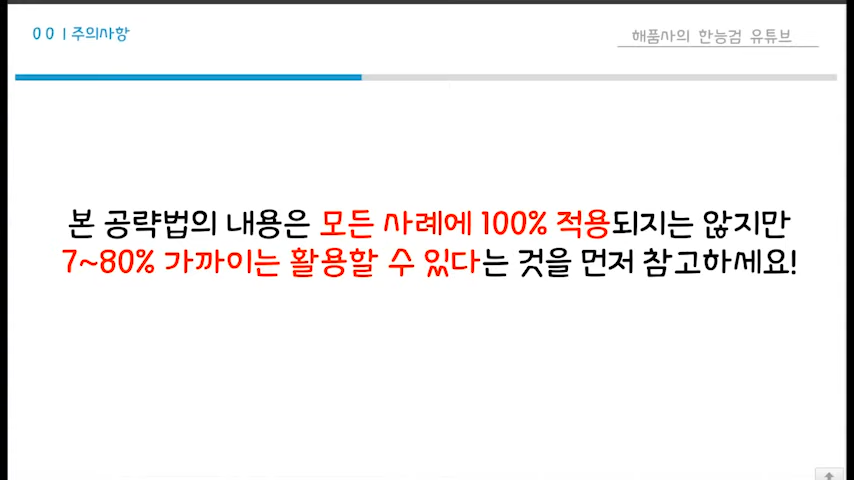 00 | 주의사항
해품사의 한능검 유튜브
본 공략법의 내용은 모든 사례에 100% 적용되지는 않지만
7~80% 가까이는 활용할 수 있다는 것을 먼저 참고하세요!